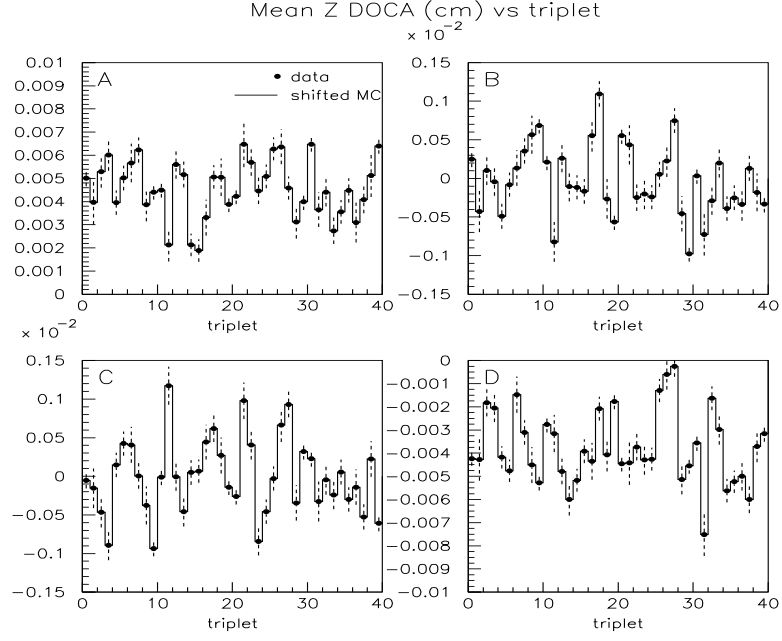 Mean Z DOCA (cm) vs triplet
× 10⁻²
0.01
0.009
0.008
0.007
0.006
0.005
0.004
0.003
0.002
0.001
0
A
data
shifted MC
0 10 20 30 40
triplet
0.15
0.1
0.05
0
−0.05
−0.1
−0.15
B
0 10 20 30 40
triplet
× 10⁻²
0.15
0.1
0.05
0
−0.05
−0.1
−0.15
C
0 10 20 30 40
triplet
0
−0.001
−0.002
−0.003
−0.004
−0.005
−0.006
−0.007
−0.008
−0.009
−0.01
D
0 10 20 30 40
triplet